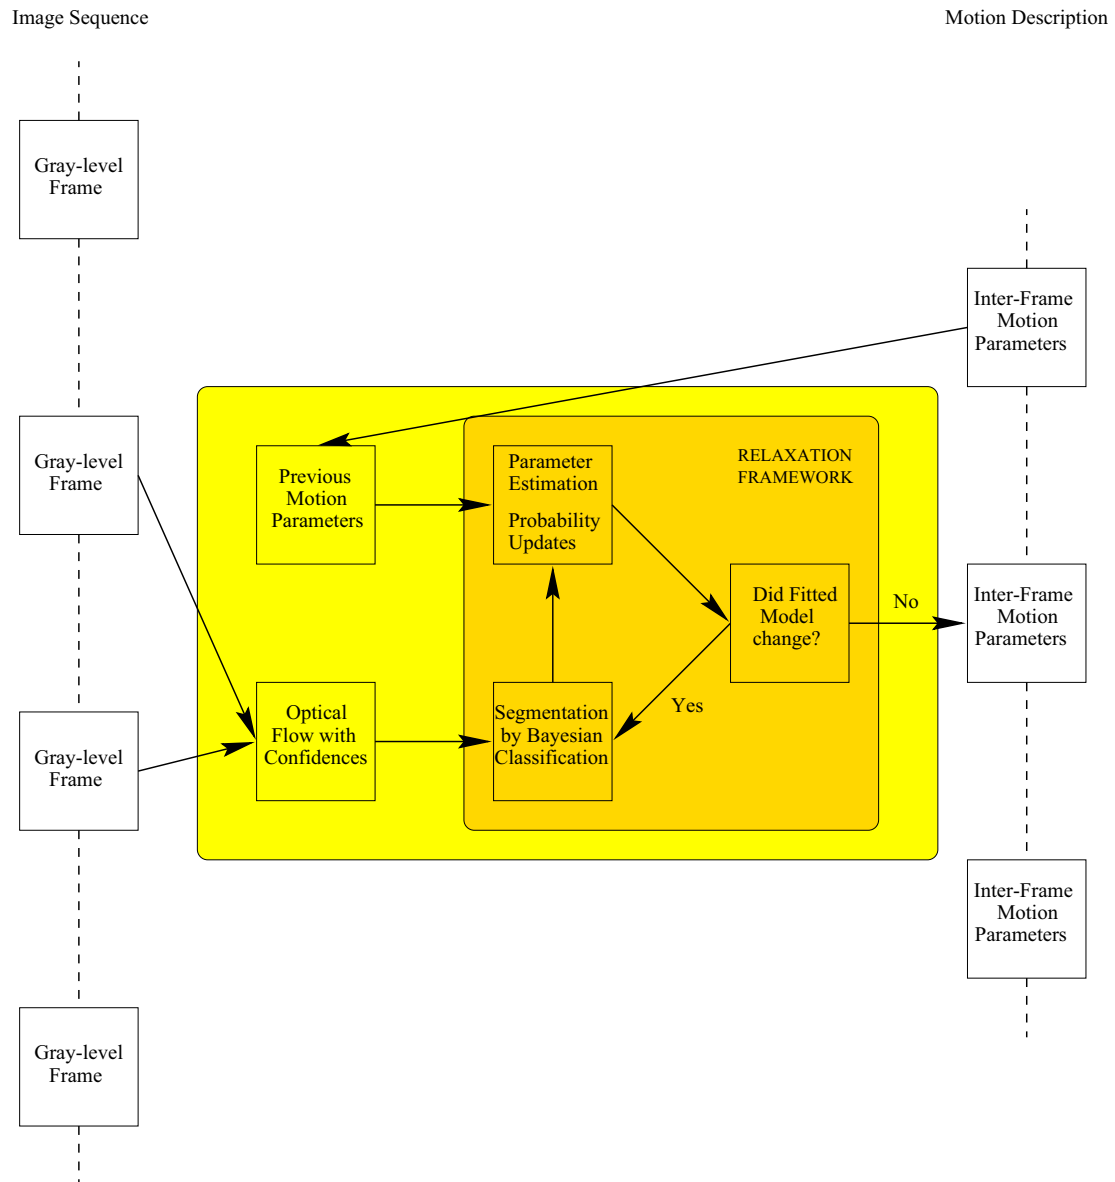 Image Sequence
Motion Description
Gray-level
Frame
Inter-Frame
Motion
Parameters
Gray-level
Frame
Previous
Motion
Parameters
Parameter
Estimation
Probability
Updates
RELAXATION
FRAMEWORK
Did Fitted
Model
change?
No
Inter-Frame
Motion
Parameters
Yes
Gray-level
Frame
Optical
Flow with
Confidences
Segmentation
by Bayesian
Classification
Inter-Frame
Motion
Parameters
Gray-level
Frame